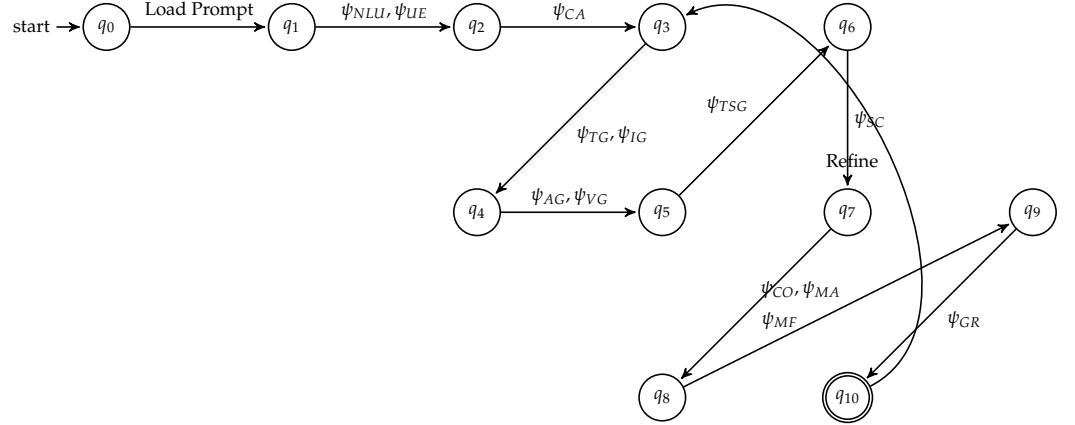 Load Prompt
ψNLU, ψUE
ψCA
start
q0
q1
q2
q3
q6
ψTSG
ψSC
ψTG, ψIG
Refine
ψAG, ψVG
q4
q5
q7
q9
ψCO, ψMA
ψMF
ψGR
q8
q10